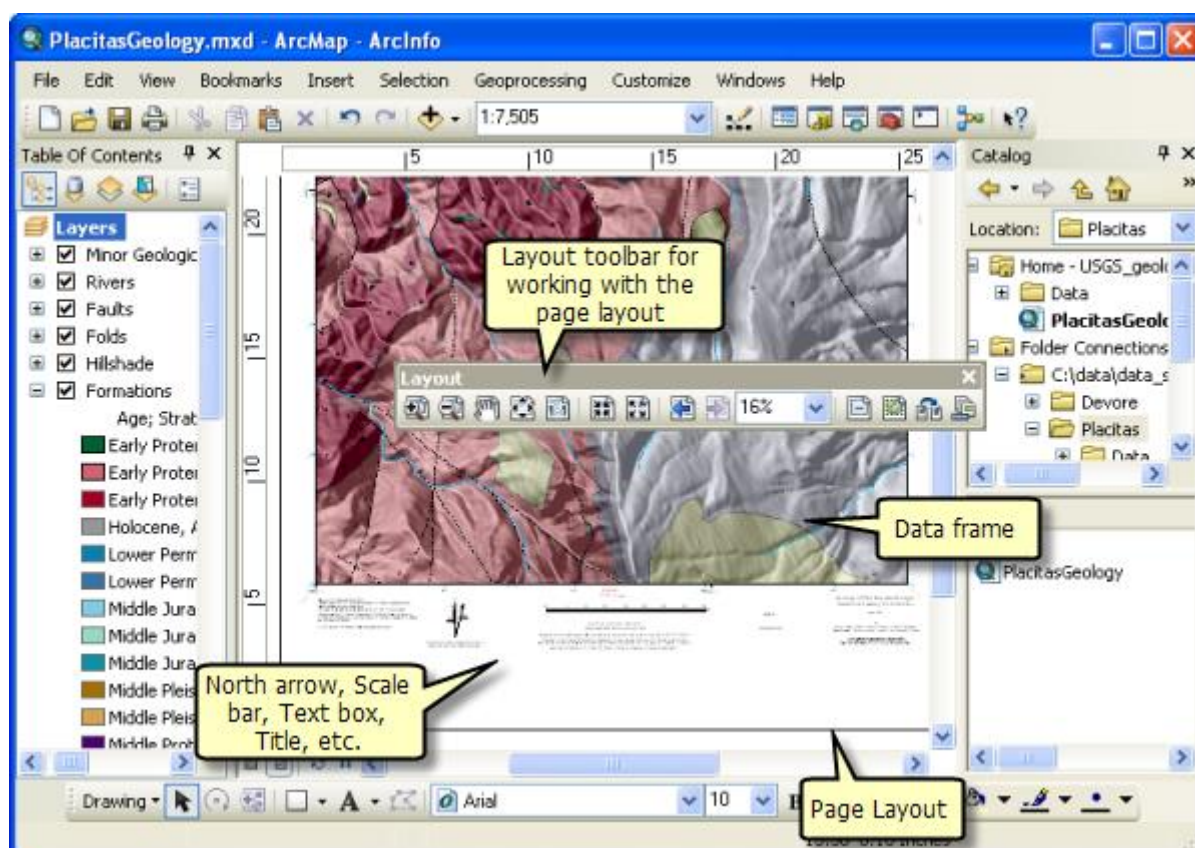 PlacitasGeology.mxd - ArcMap - ArcInfo
File Edit View Bookmarks Insert Selection Geoprocessing Customize Windows Help
1:7,505
Table Of Contents
Layers
Minor Geologic
Rivers
Faults
Folds
Hillshade
Formations
Age; Strat
Early Proter
Early Proter
Early Proter
Holocene, A
Lower Perm
Lower Perm
Middle Jura
Middle Jura
Middle Jura
Middle Pleis
Middle Pleis
Middle Prot
5 10 15 20 25
20
15
10
5
Layout toolbar for
working with the
page layout
Layout
16%
Data frame
North arrow, Scale
bar, Text box,
Title, etc.
Page Layout
Catalog
Location: Placitas
Home - USGS_geol
Data
PlacitasGeol
Folder Connections
C:\data\data_s
Devore
Placitas
Data
PlacitasGeology
Drawing A Arial 10 B